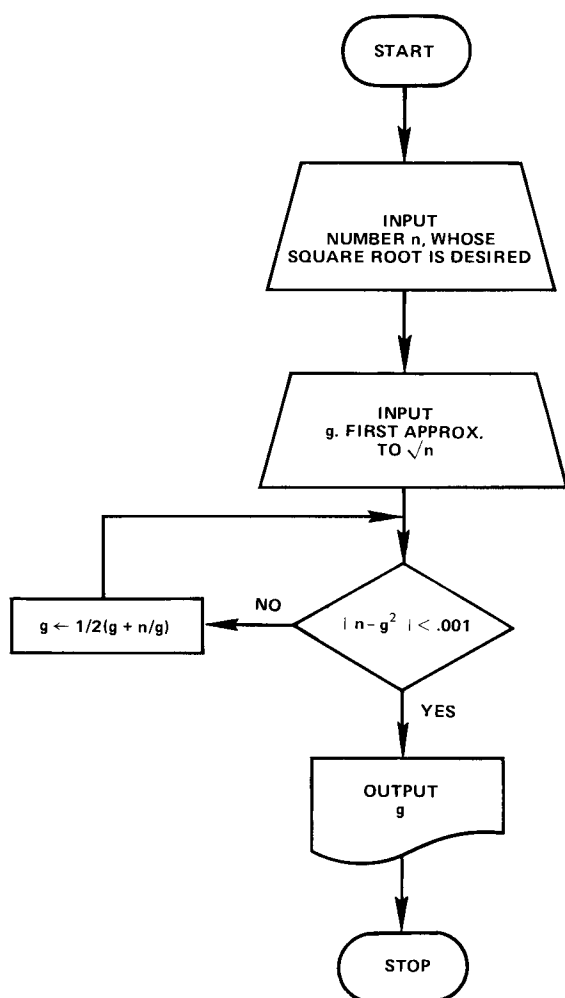 START
INPUT
NUMBER n, WHOSE
SQUARE ROOT IS DESIRED
INPUT
g. FIRST APPROX.
TO √n
NO
g ← 1/2(g + n/g)
| n – g² | < .001
YES
OUTPUT
g
STOP